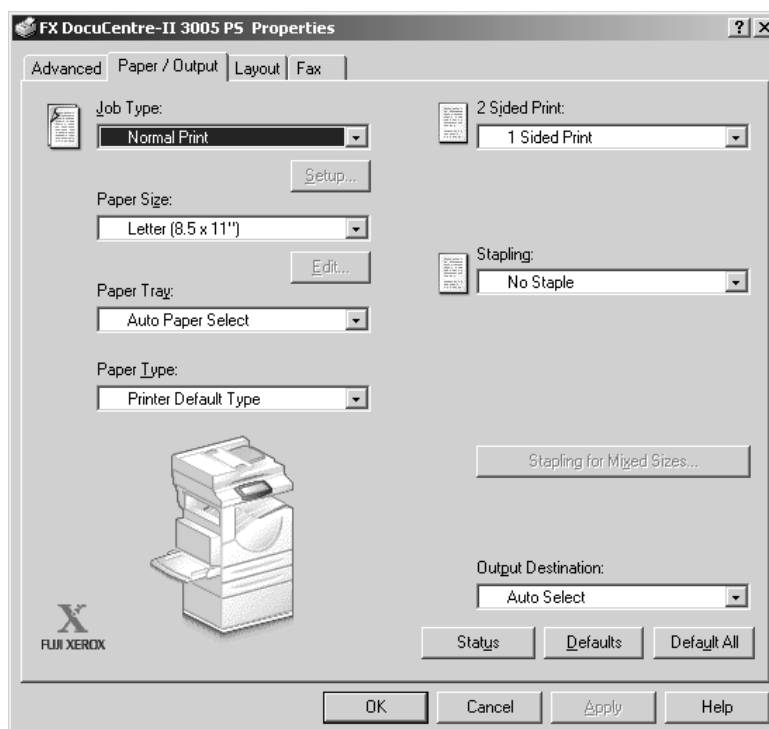 FX DocuCentre-II 3005 PS Properties
Advanced
Paper / Output
Layout
Fax
Job Type:
Normal Print
Setup...
Paper Size:
Letter (8.5 x 11")
Edit...
Paper Tray:
Auto Paper Select
Paper Type:
Printer Default Type
2 Sided Print:
1 Sided Print
Stapling:
No Staple
Stapling for Mixed Sizes...
Output Destination:
Auto Select
FUJI XEROX
Status
Defaults
Default All
OK
Cancel
Apply
Help